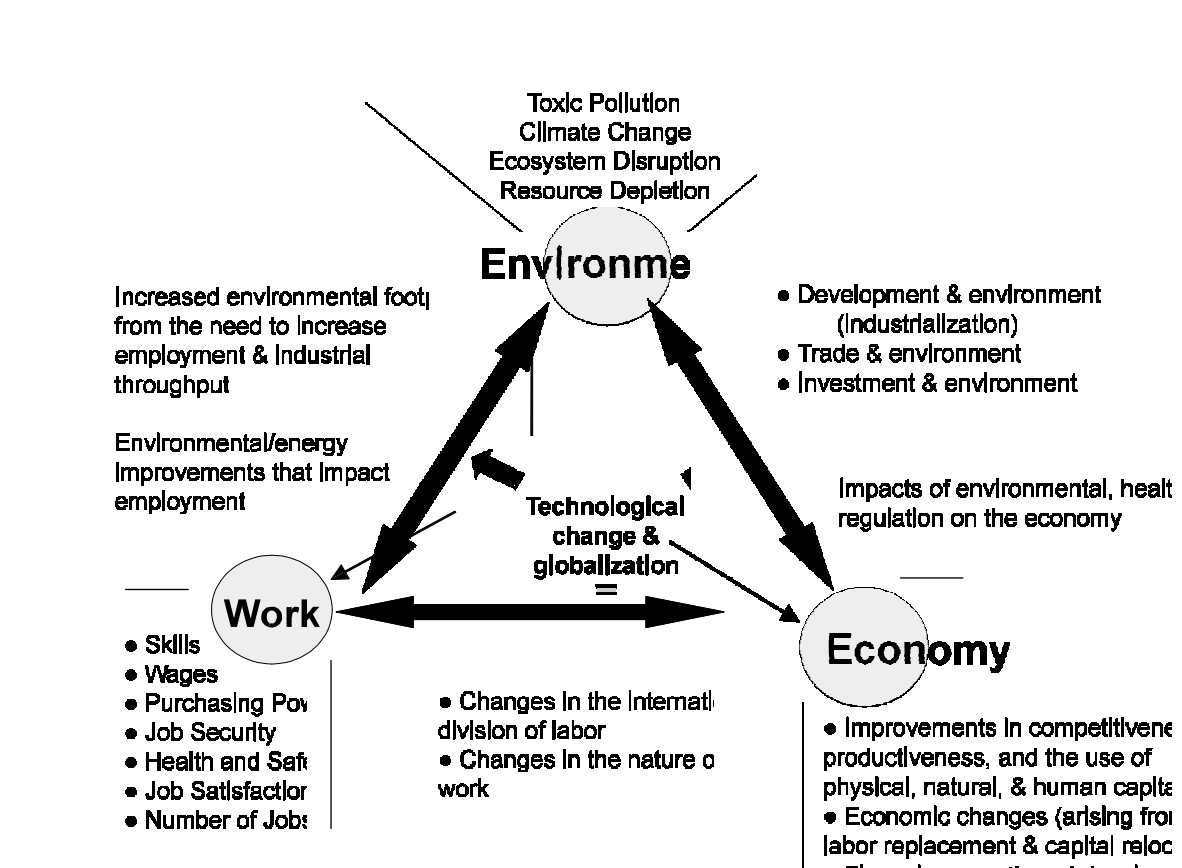 Toxic Pollution
Climate Change
Ecosystem Disruption
Resource Depletion
Environme
Increased environmental foot
from the need to increase
employment & industrial
throughput
Environmental/energy
improvements that impact
employment
● Development & environment
(industrialization)
● Trade & environment
● Investment & environment
Impacts of environmental, healt
regulation on the economy
Technological
change &
globalization
Work
● Skills
● Wages
● Purchasing Pow
● Job Security
● Health and Safe
● Job Satisfaction
● Number of Jobs
● Changes in the internati
division of labor
● Changes in the nature o
work
Economy
● Improvements in competitivene
productiveness, and the use of
physical, natural, & human capita
● Economic changes (arising from
labor replacement & capital reloc